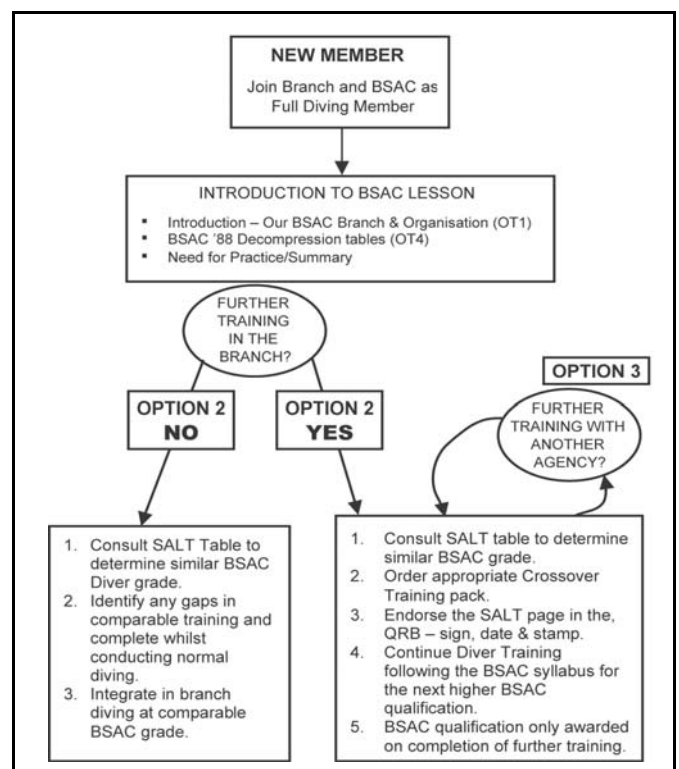 NEW MEMBER
Join Branch and BSAC as
Full Diving Member
INTRODUCTION TO BSAC LESSON
▪ Introduction – Our BSAC Branch & Organisation (OT1)
▪ BSAC ’88 Decompression tables (OT4)
▪ Need for Practice/Summary
FURTHER
TRAINING
IN THE
BRANCH?
OPTION 2
NO
OPTION 2
YES
OPTION 3
FURTHER
TRAINING WITH
ANOTHER
AGENCY?
1. Consult SALT Table to
determine similar BSAC
Diver grade.
2. Identify any gaps in
comparable training and
complete whilst
conducting normal
diving.
3. Integrate in branch
diving at comparable
BSAC grade.
1. Consult SALT table to determine
similar BSAC grade.
2. Order appropriate Crossover
Training pack.
3. Endorse the SALT page in the,
QRB – sign, date & stamp.
4. Continue Diver Training
following the BSAC syllabus for
the next higher BSAC
qualification.
5. BSAC qualification only awarded
on completion of further training.